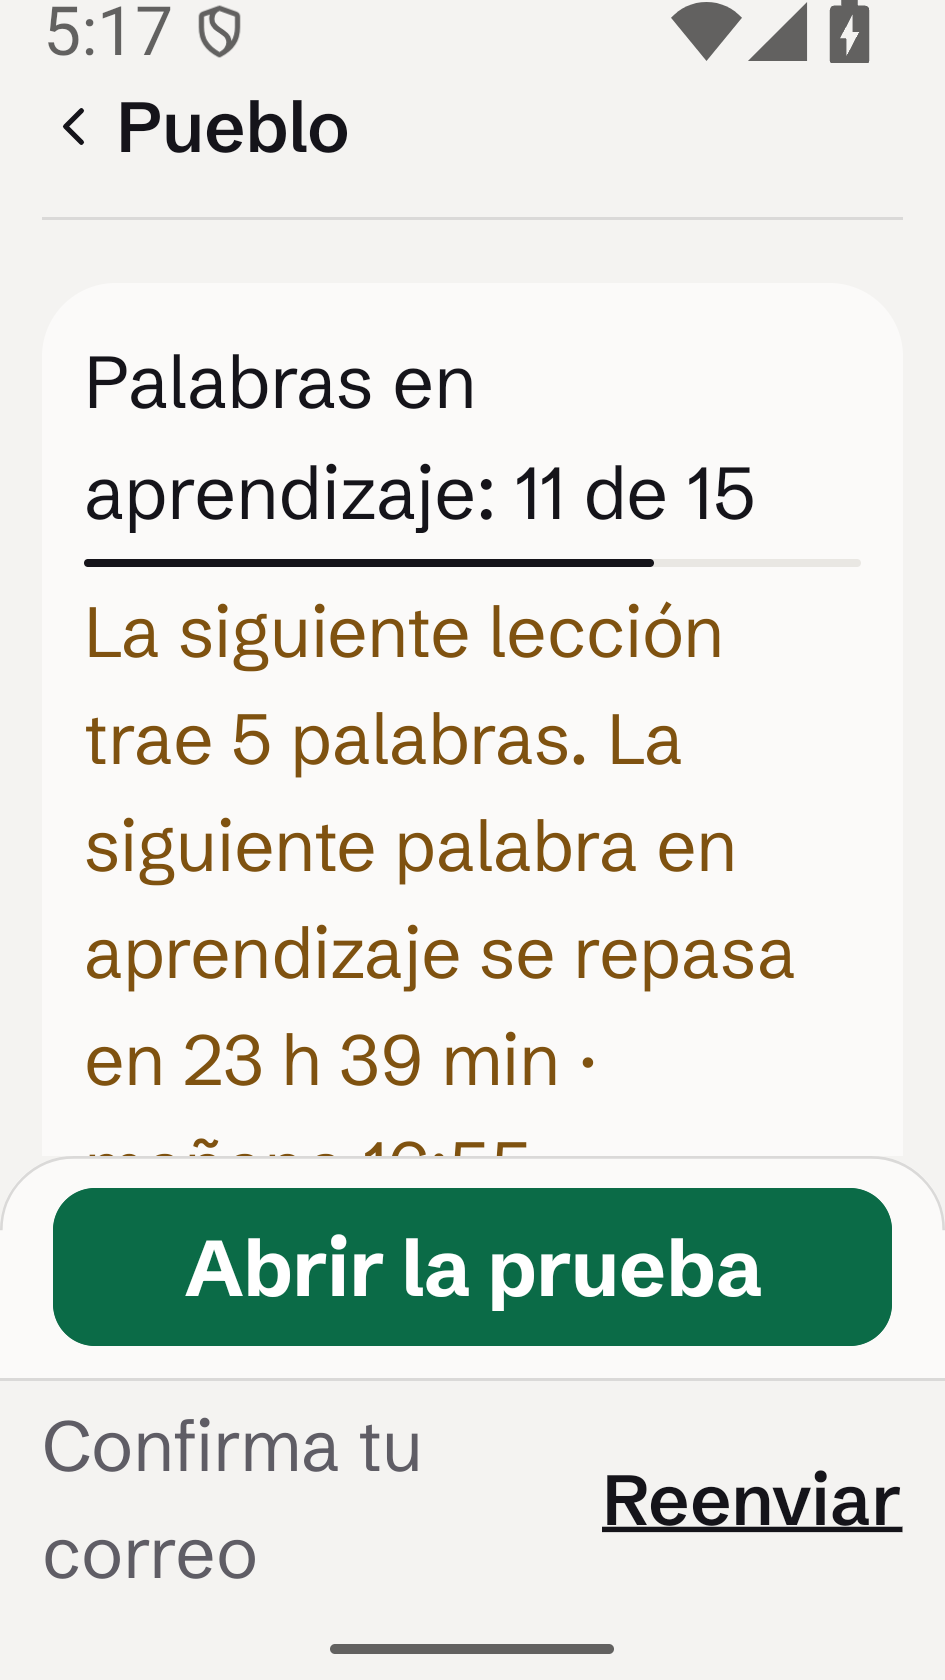 5:17
Pueblo
Palabras en
aprendizaje: 11 de 15
La siguiente lección
trae 5 palabras. La
siguiente palabra en
aprendizaje se repasa
en 23 h 39 min ·
Abrir la prueba
Confirma tu
correo
Reenviar